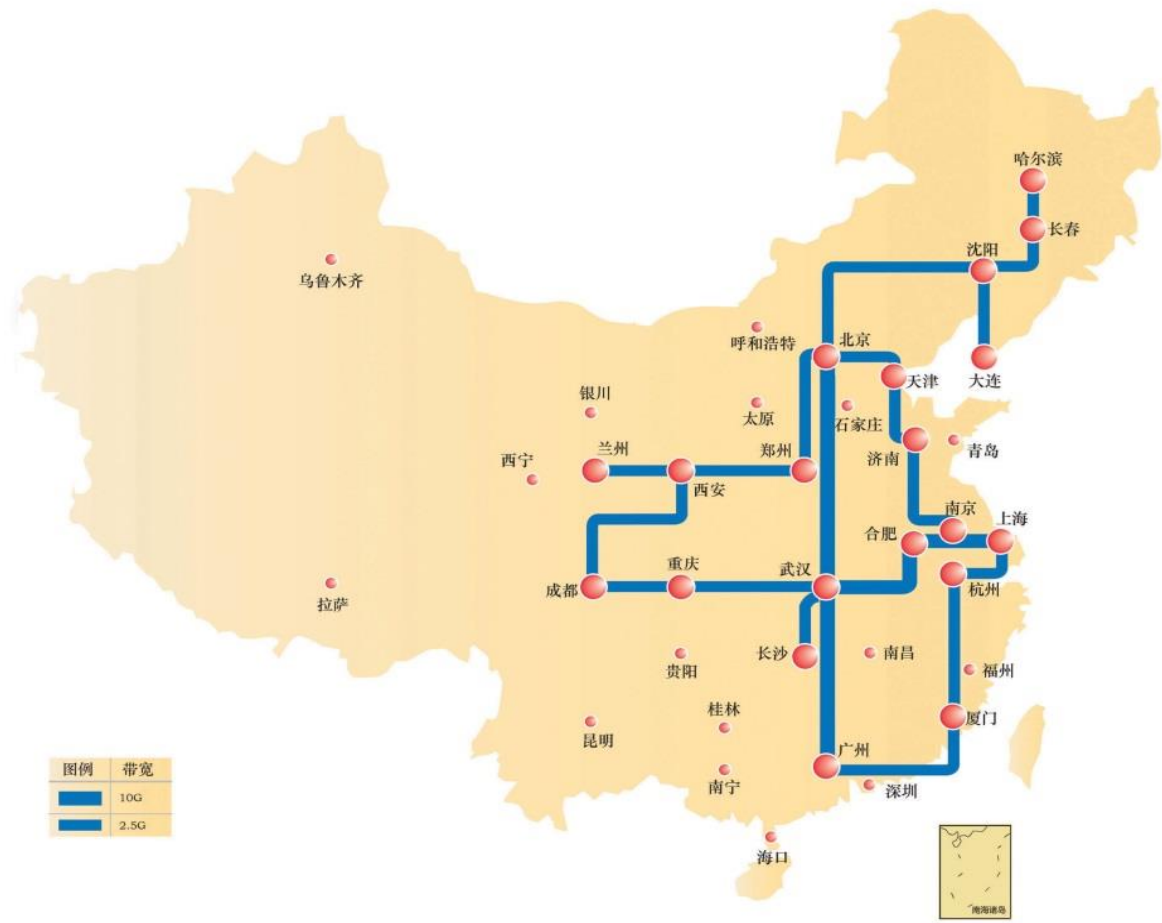 哈尔滨
长春
沈阳
乌鲁木齐
呼和浩特
北京
天津
大连
银川
太原
石家庄
兰州
郑州
济南
青岛
西宁
西安
南京
上海
合肥
重庆
武汉
成都
杭州
拉萨
长沙
南昌
贵阳
福州
桂林
厦门
昆明
广州
南宁
深圳
海口
图例 带宽
10G
2.5G
南海诸岛